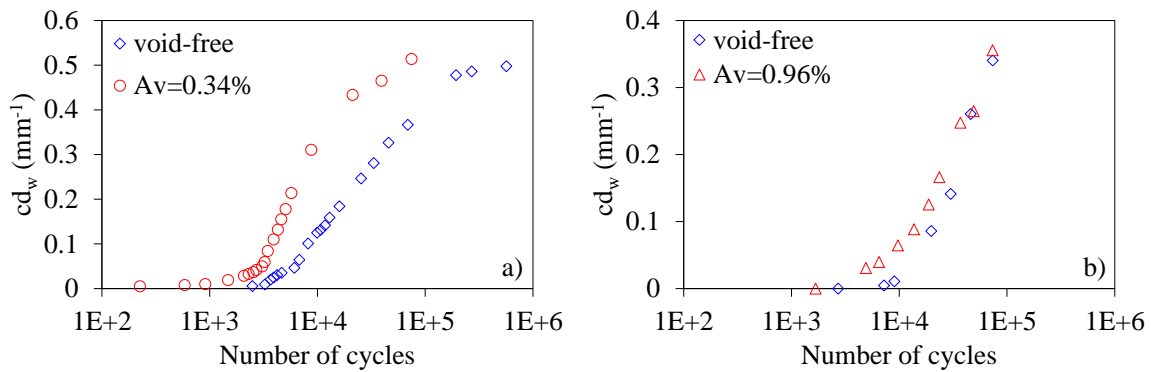 0.6
0.5
0.4
0.3
0.2
0.1
0
cd_w (mm⁻¹)
void-free
Av=0.34%
a)
1E+2 1E+3 1E+4 1E+5 1E+6
Number of cycles
0.4
0.3
0.2
0.1
0
cd_w (mm⁻¹)
void-free
Av=0.96%
b)
1E+2 1E+3 1E+4 1E+5 1E+6
Number of cycles